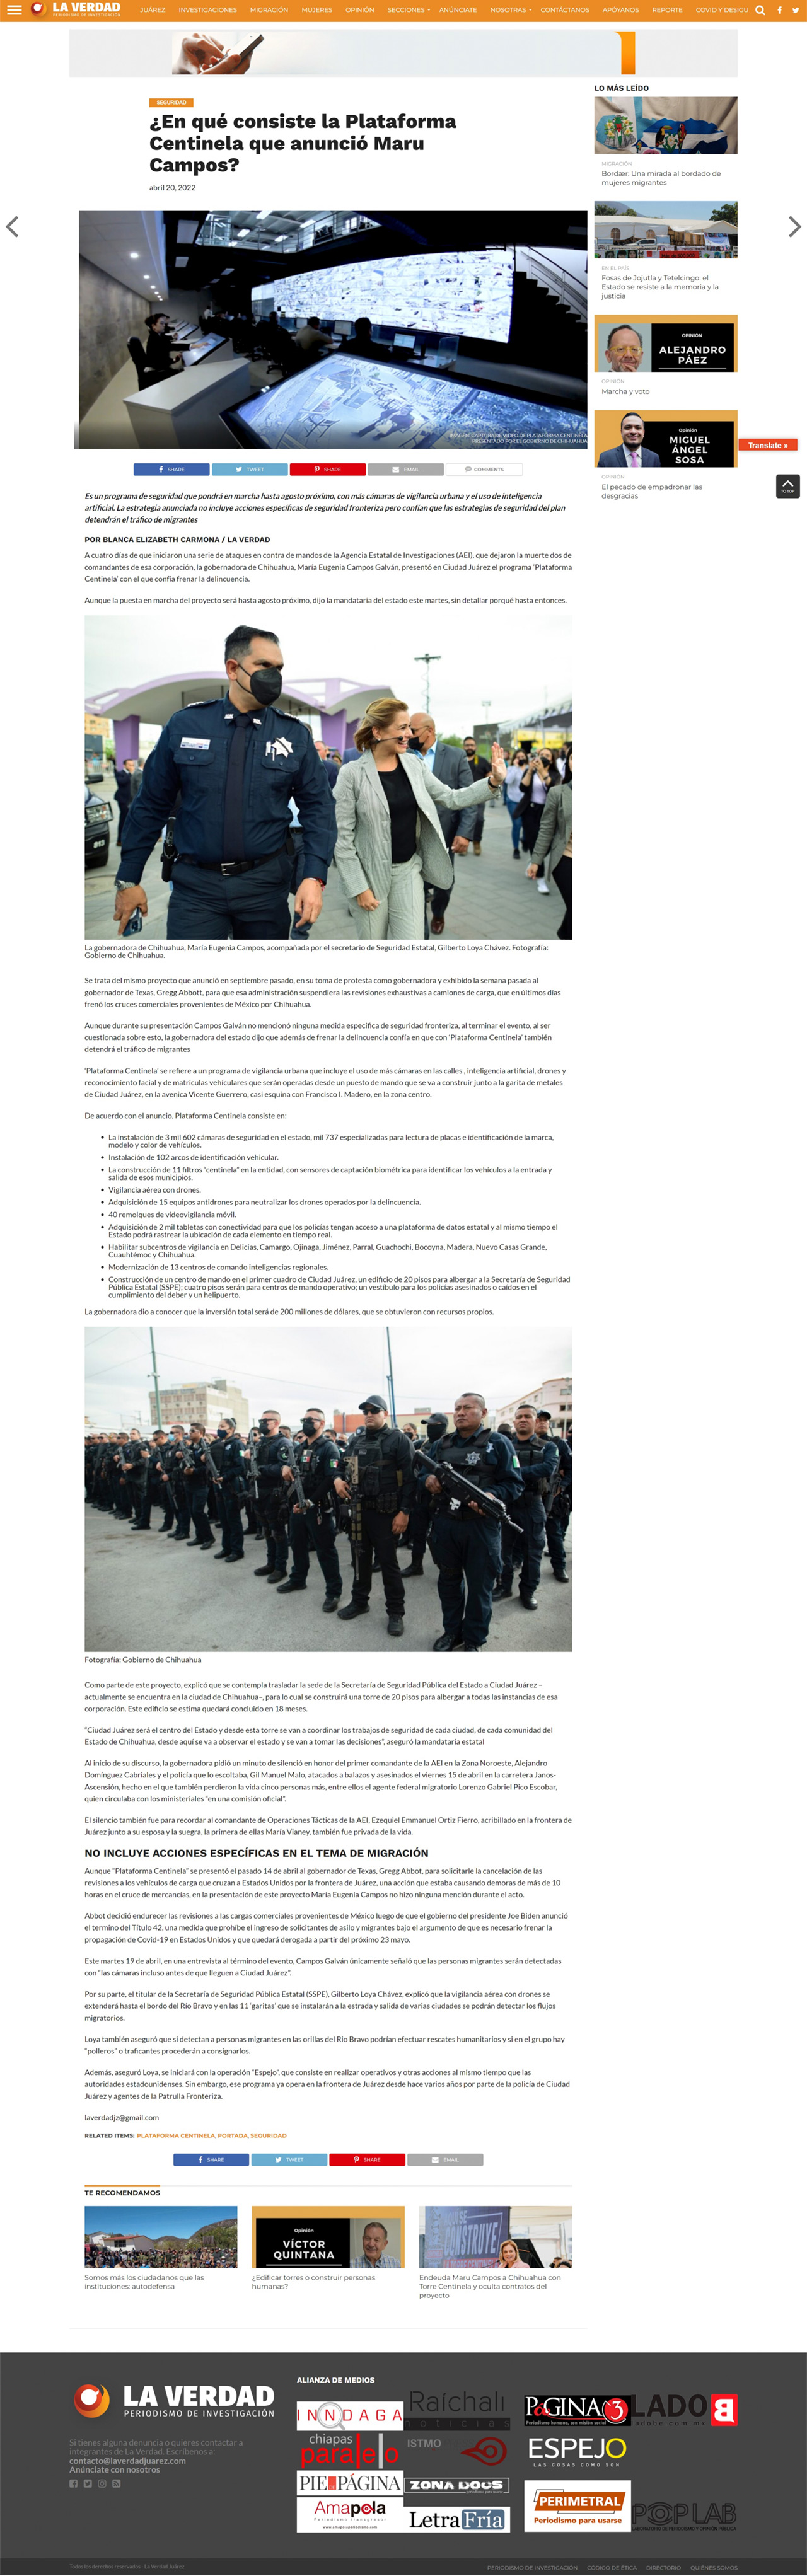 LA VERDAD
PERIODISMO DE INVESTIGACIÓN
JUÁREZ INVESTIGACIONES MIGRACIÓN MUJERES OPINIÓN SECCIONES ANÚNCIATE NOSOTRAS CONTÁCTANOS APÓYANOS REPORTE COVID Y DESIGU
SEGURIDAD
¿En qué consiste la Plataforma
Centinela que anunció Maru
Campos?
abril 20, 2022
SHARE TWEET SHARE EMAIL COMMENTS
Es un programa de seguridad que pondrá en marcha hasta agosto próximo, con más cámaras de vigilancia urbana y el uso de inteligencia
artificial. La estrategia anunciada no incluye acciones específicas de seguridad fronteriza pero confían que las estrategias de seguridad del plan
detendrán el tráfico de migrantes
POR BLANCA ELIZABETH CARMONA / LA VERDAD
A cuatro días de que iniciaron una serie de ataques en contra de mandos de la Agencia Estatal de Investigaciones (AEI), que dejaron la muerte dos de
comandantes de esa corporación, la gobernadora de Chihuahua, María Eugenia Campos Galván, presentó en Ciudad Juárez el programa 'Plataforma
Centinela' con el que confía frenar la delincuencia.
Aunque la puesta en marcha del proyecto será hasta agosto próximo, dijo la mandataria del estado este martes, sin detallar porqué hasta entonces.
La gobernadora de Chihuahua, María Eugenia Campos, acompañada por el secretario de Seguridad Estatal, Gilberto Loya Chávez. Fotografía:
Gobierno de Chihuahua.
Se trata del mismo proyecto que anunció en septiembre pasado, en su toma de protesta como gobernadora y exhibido la semana pasada al
gobernador de Texas, Gregg Abbott, para que esa administración suspendiera las revisiones exhaustivas a camiones de carga, que en últimos días
frenó los cruces comerciales provenientes de México por Chihuahua.
Aunque durante su presentación Campos Galván no mencionó ninguna medida específica de seguridad fronteriza, al terminar el evento, al ser
cuestionada sobre esto, la gobernadora del estado dijo que además de frenar la delincuencia confía en que con 'Plataforma Centinela' también
detendrá el tráfico de migrantes
'Plataforma Centinela' se refiere a un programa de vigilancia urbana que incluye el uso de más cámaras en las calles , inteligencia artificial, drones y
reconocimiento facial y de matrículas vehiculares que serán operadas desde un puesto de mando que se va a construir junto a la garita de metales
de Ciudad Juárez, en la avenica Vicente Guerrero, casi esquina con Francisco I. Madero, en la zona centro.
De acuerdo con el anuncio, Plataforma Centinela consiste en:
• La instalación de 3 mil 602 cámaras de seguridad en el estado, mil 737 especializadas para lectura de placas e identificación de la marca,
modelo y color de vehículos.
• Instalación de 102 arcos de identificación vehicular.
• La construcción de 11 filtros "centinela" en la entidad, con sensores de captación biométrica para identificar los vehículos a la entrada y
salida de esos municipios.
• Vigilancia aérea con drones.
• Adquisición de 15 equipos antidrones para neutralizar los drones operados por la delincuencia.
• 40 remolques de videovigilancia móvil.
• Adquisición de 2 mil tabletas con conectividad para que los policías tengan acceso a una plataforma de datos estatal y al mismo tiempo el
Estado podrá rastrear la ubicación de cada elemento en tiempo real.
• Habilitar subcentros de vigilancia en Delicias, Camargo, Ojinaga, Jiménez, Parral, Guachochi, Bocoyna, Madera, Nuevo Casas Grande,
Cuauhtémoc y Chihuahua.
• Modernización de 13 centros de comando inteligencias regionales.
• Construcción de un centro de mando en el primer cuadro de Ciudad Juárez, un edificio de 20 pisos para albergar a la Secretaría de Seguridad
Pública Estatal (SSPE); cuatro pisos serán para centros de mando operativo; un vestíbulo para los policías asesinados o caídos en el
cumplimiento del deber y un helipuerto.
La gobernadora dio a conocer que la inversión total será de 200 millones de dólares, que se obtuvieron con recursos propios.
Fotografía: Gobierno de Chihuahua
Como parte de este proyecto, explicó que se contempla trasladar la sede de la Secretaría de Seguridad Pública del Estado a Ciudad Juárez –
actualmente se encuentra en la ciudad de Chihuahua–, para lo cual se construirá una torre de 20 pisos para albergar a todas las instancias de esa
corporación. Este edificio se estima quedará concluido en 18 meses.
"Ciudad Juárez será el centro del Estado y desde esta torre se van a coordinar los trabajos de seguridad de cada ciudad, de cada comunidad del
Estado de Chihuahua, desde aquí se va a observar el estado y se van a tomar las decisiones", aseguró la mandataria estatal
Al inicio de su discurso, la gobernadora pidió un minuto de silenció en honor del primer comandante de la AEI en la Zona Noroeste, Alejandro
Domínguez Cabriales y el policía que lo escoltaba, Gil Manuel Malo, atacados a balazos y asesinados el viernes 15 de abril en la carretera Janos-
Ascensión, hecho en el que también perdieron la vida cinco personas más, entre ellos el agente federal migratorio Lorenzo Gabriel Pico Escobar,
quien circulaba con los ministeriales "en una comisión oficial".
El silencio también fue para recordar al comandante de Operaciones Tácticas de la AEI, Ezequiel Emmanuel Ortiz Fierro, acribillado en la frontera de
Juárez junto a su esposa y la suegra, la primera de ellas María Vianey, también fue privada de la vida.
NO INCLUYE ACCIONES ESPECÍFICAS EN EL TEMA DE MIGRACIÓN
Aunque "Plataforma Centinela" se presentó el pasado 14 de abril al gobernador de Texas, Gregg Abbot, para solicitarle la cancelación de las
revisiones a los vehículos de carga que cruzan a Estados Unidos por la frontera de Juárez, una acción que estaba causando demoras de más de 10
horas en el cruce de mercancías, en la presentación de este proyecto María Eugenia Campos no hizo ninguna mención durante el acto.
Abbot decidió endurecer las revisiones a las cargas comerciales provenientes de México luego de que el gobierno del presidente Joe Biden anunció
el termino del Título 42, una medida que prohíbe el ingreso de solicitantes de asilo y migrantes bajo el argumento de que es necesario frenar la
propagación de Covid-19 en Estados Unidos y que quedará derogada a partir del próximo 23 mayo.
Este martes 19 de abril, en una entrevista al término del evento, Campos Galván únicamente señaló que las personas migrantes serán detectadas
con "las cámaras incluso antes de que lleguen a Ciudad Juárez".
Por su parte, el titular de la Secretaría de Seguridad Pública Estatal (SSPE), Gilberto Loya Chávez, explicó que la vigilancia aérea con drones se
extenderá hasta el bordo del Río Bravo y en las 11 'garitas' que se instalarán a la estrada y salida de varias ciudades se podrán detectar los flujos
migratorios.
Loya también aseguró que si detectan a personas migrantes en las orillas del Río Bravo podrían efectuar rescates humanitarios y si en el grupo hay
"polleros" o traficantes procederán a consignarlos.
Además, aseguró Loya, se iniciará con la operación "Espejo", que consiste en realizar operativos y otras acciones al mismo tiempo que las
autoridades estadounidenses. Sin embargo, ese programa ya opera en la frontera de Juárez desde hace varios años por parte de la policía de Ciudad
Juárez y agentes de la Patrulla Fronteriza.
laverdadjz@gmail.com
RELATED ITEMS: PLATAFORMA CENTINELA, PORTADA, SEGURIDAD
SHARE TWEET SHARE EMAIL
TE RECOMENDAMOS
Somos más los ciudadanos que las
instituciones: autodefensa
Opinión
VÍCTOR
QUINTANA
¿Edificar torres o construir personas
humanas?
Endeuda Maru Campos a Chihuahua con
Torre Centinela y oculta contratos del
proyecto
LO MÁS LEÍDO
MIGRACIÓN
Bordær: Una mirada al bordado de
mujeres migrantes
EN EL PAÍS
Fosas de Jojutla y Tetelcingo: el
Estado se resiste a la memoria y la
justicia
OPINIÓN
ALEJANDRO
PÁEZ
OPINIÓN
Marcha y voto
Opinión
MIGUEL
ÁNGEL
SOSA
OPINIÓN
El pecado de empadronar las
desgracias
Translate »
TO TOP
LA VERDAD
PERIODISMO DE INVESTIGACIÓN
Si tienes alguna denuncia o quieres contactar a
integrantes de La Verdad. Escríbenos a:
contacto@laverdadjuarez.com
Anúnciate con nosotros
ALIANZA DE MEDIOS
INNDAGA
Raichali
noticias
PáGINA 3
Periodismo humano, con misión social
LADO B
ladobe.com.mx
chiapas
paralelo
ISTMO
ESPEJO
LAS COSAS COMO SON
PIE DE PÁGINA
ZONA DOCS
PERIMETRAL
Periodismo para usarse
POPLAB
Amapola
Periodismo transgresor
www.amapolaperiodismo.com
Letra Fría
Todos los derechos reservados - La Verdad Juárez
PERIODISMO DE INVESTIGACIÓN CÓDIGO DE ÉTICA DIRECTORIO QUIÉNES SOMOS